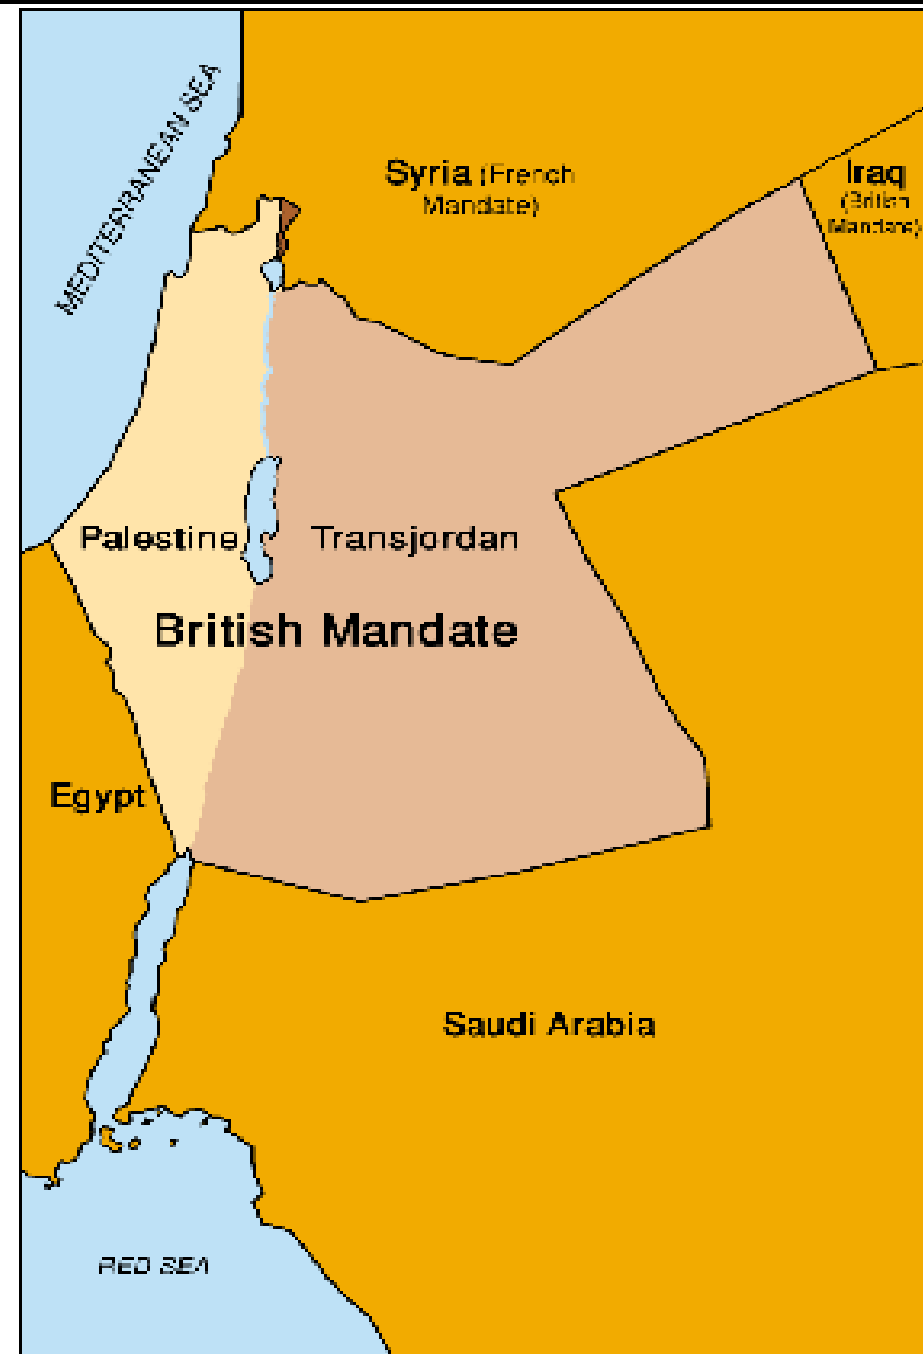 MEDITERRANEAN SEA
Syria (French
Mandate)
Iraq
(British
Mandate)
Palestine
Transjordan
British Mandate
Egypt
Saudi Arabia
RED SEA